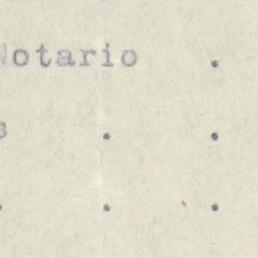 Notario .
s . .
. . .